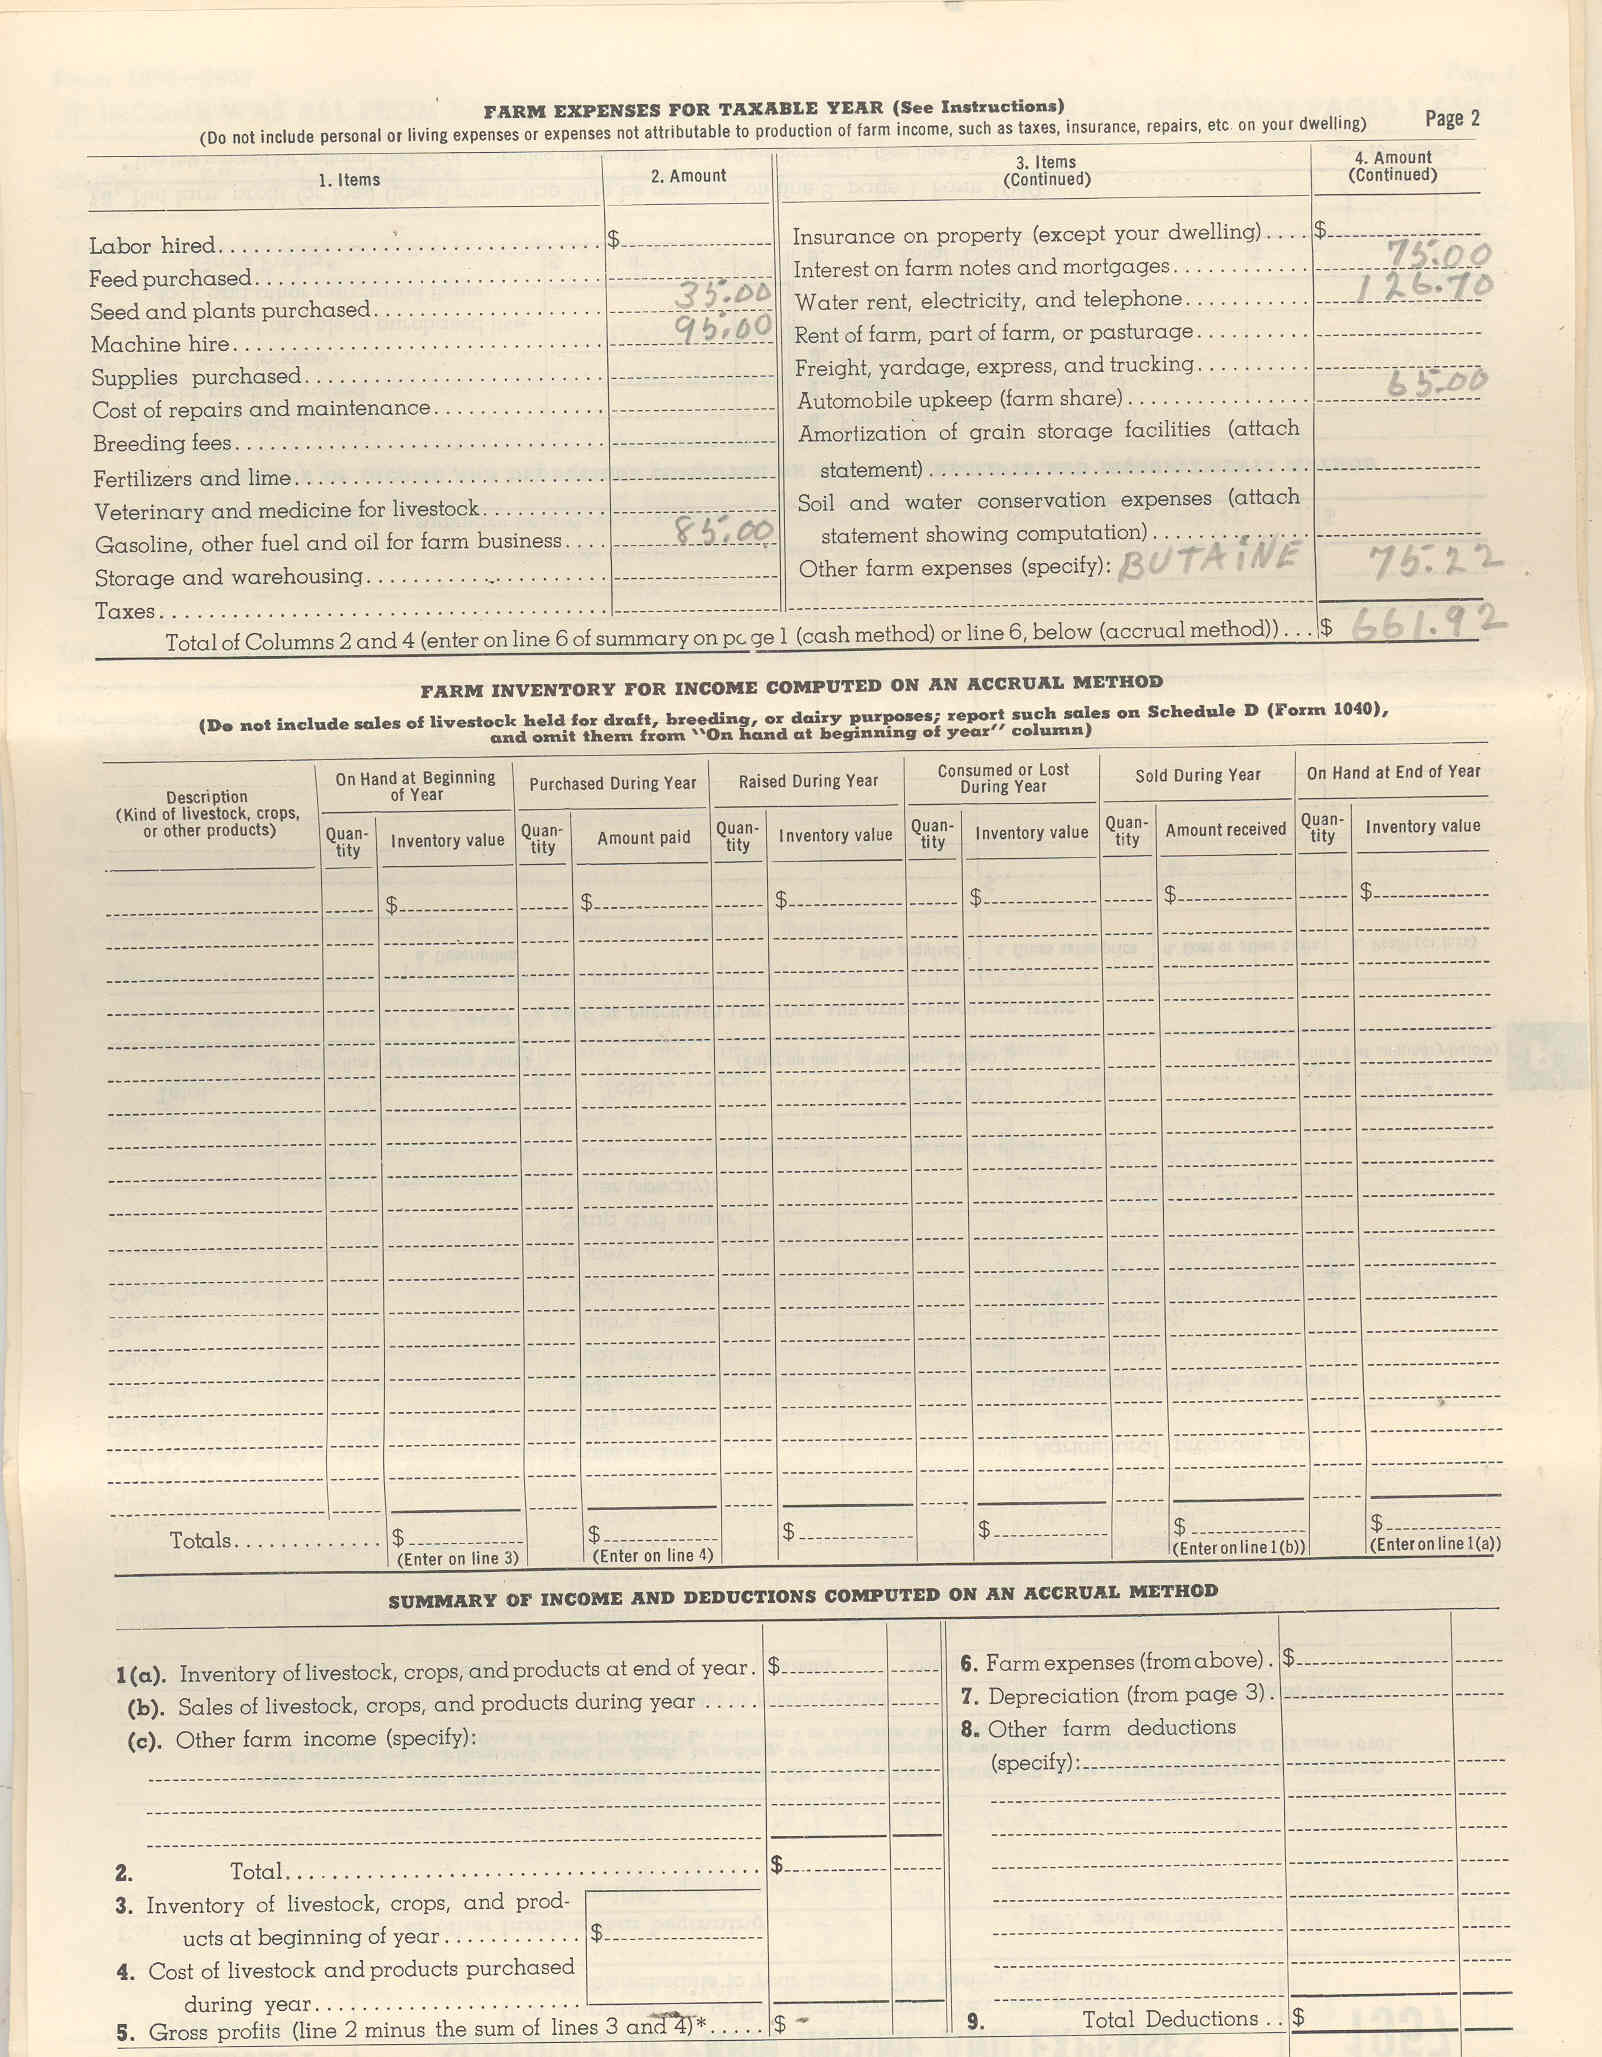 FARM EXPENSES FOR TAXABLE YEAR (See Instructions)
(Do not include personal or living expenses or expenses not attributable to production of farm income, such as taxes, insurance, repairs, etc. on your dwelling)
Page 2
1. Items
2. Amount
3. Items (Continued)
4. Amount (Continued)
Labor hired $
Feed purchased
Seed and plants purchased 35.00
Machine hire 95.00
Supplies purchased
Cost of repairs and maintenance
Breeding fees
Fertilizers and lime
Veterinary and medicine for livestock
Gasoline, other fuel and oil for farm business 85.00
Storage and warehousing
Taxes
Insurance on property (except your dwelling) $
Interest on farm notes and mortgages 75.00
Water rent, electricity, and telephone 126.70
Rent of farm, part of farm, or pasturage
Freight, yardage, express, and trucking
Automobile upkeep (farm share) 65.00
Amortization of grain storage facilities (attach
statement)
Soil and water conservation expenses (attach
statement showing computation)
Other farm expenses (specify): BUTAINE 75.22
Total of Columns 2 and 4 (enter on line 6 of summary on page 1 (cash method) or line 6, below (accrual method)) $ 661.92
FARM INVENTORY FOR INCOME COMPUTED ON AN ACCRUAL METHOD
(Do not include sales of livestock held for draft, breeding, or dairy purposes; report such sales on Schedule D (Form 1040),
and omit them from "On hand at beginning of year" column)
Description
(Kind of livestock, crops,
or other products)
On Hand at Beginning
of Year
Purchased During Year
Raised During Year
Consumed or Lost
During Year
Sold During Year
On Hand at End of Year
Quan-
tity
Inventory value
Quan-
tity
Amount paid
Quan-
tity
Inventory value
Quan-
tity
Inventory value
Quan-
tity
Amount received
Quan-
tity
Inventory value
$ $ $ $ $ $
Totals $ $ $ $ $ $
(Enter on line 3) (Enter on line 4) (Enter on line 1(b)) (Enter on line 1(a))
SUMMARY OF INCOME AND DEDUCTIONS COMPUTED ON AN ACCRUAL METHOD
1(a). Inventory of livestock, crops, and products at end of year. $
(b). Sales of livestock, crops, and products during year
(c). Other farm income (specify):
2. Total $
3. Inventory of livestock, crops, and prod-
ucts at beginning of year $
4. Cost of livestock and products purchased
during year
5. Gross profits (line 2 minus the sum of lines 3 and 4)* $
6. Farm expenses (from above). $
7. Depreciation (from page 3).
8. Other farm deductions
(specify):
9. Total Deductions $